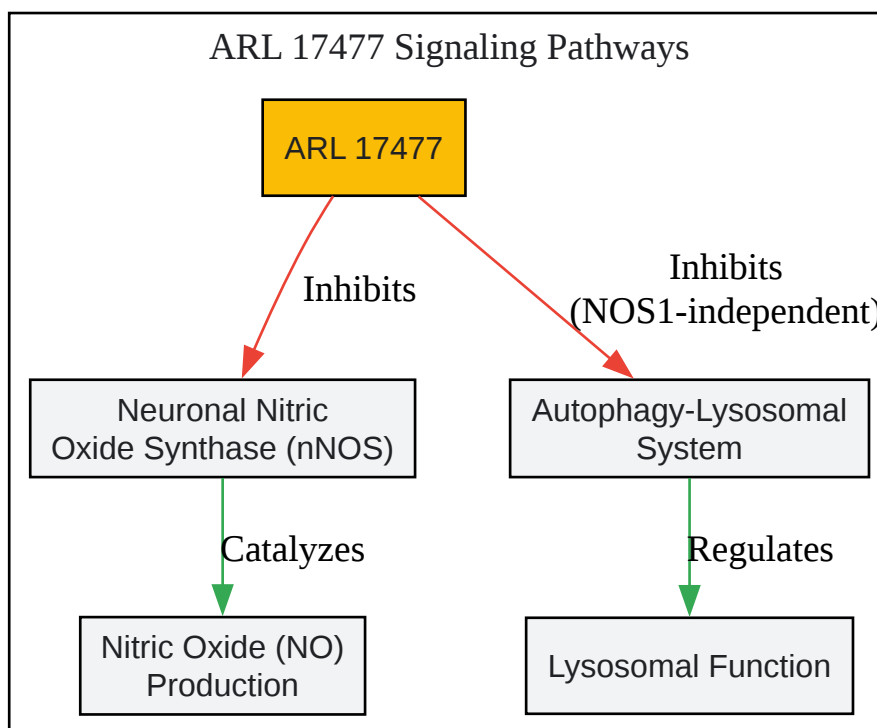 ARL 17477 Signaling Pathways
ARL 17477
Inhibits
Inhibits
(NOS1-independent)
Neuronal Nitric
Oxide Synthase (nNOS)
Autophagy-Lysosomal
System
Catalyzes
Regulates
Nitric Oxide (NO)
Production
Lysosomal Function